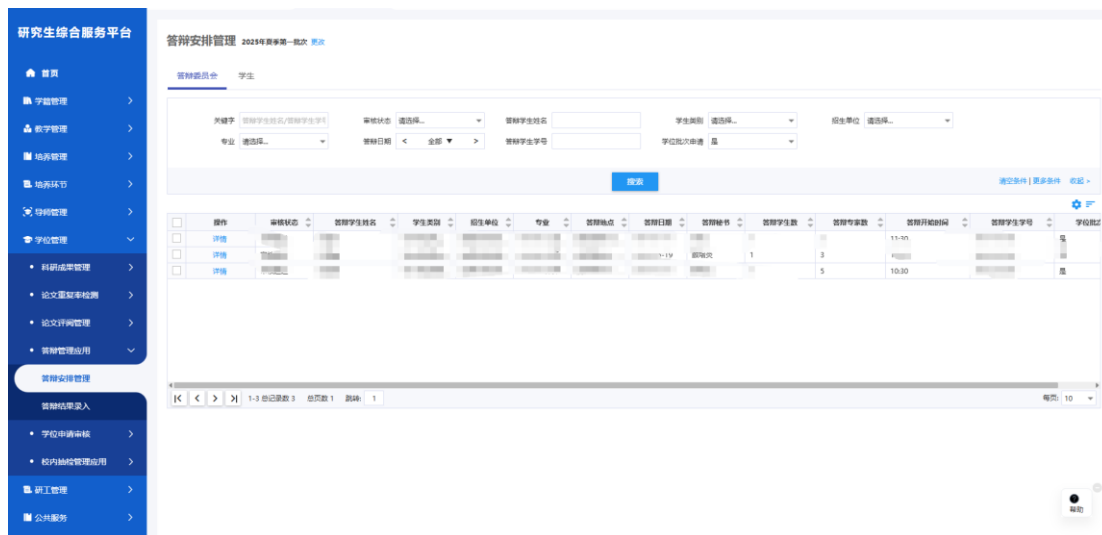 研究生综合服务平台
首页
学籍管理
教学管理
培养管理
培养环节
导师管理
学位管理
科研成果管理
论文重复率检测
论文评阅管理
答辩管理应用
答辩安排管理
答辩结果录入
学位申请审核
校内抽检管理应用
研工管理
公共服务
答辩安排管理 2025年夏季第一批次 更改
答辩委员会 学生
关键字 答辩学生姓名/答辩学生学号 审核状态 请选择... 答辩学生姓名 学生类别 请选择... 招生单位 请选择...
专业 请选择... 答辩日期 < 全部 ▼ > 答辩学生学号 学位批次申请 是
搜索 清空条件 | 更多条件 收起
操作 审核状态 答辩学生姓名 学生类别 招生单位 专业 答辩地点 答辩日期 答辩秘书 答辩学生数 答辩专家数 答辩开始时间 答辩学生学号 学位批
详情 11:30 是
详情 -19 1 3
详情 5 10:30 是
1-3 总记录数 3 总页数 1 跳转: 1 每页: 10
帮助